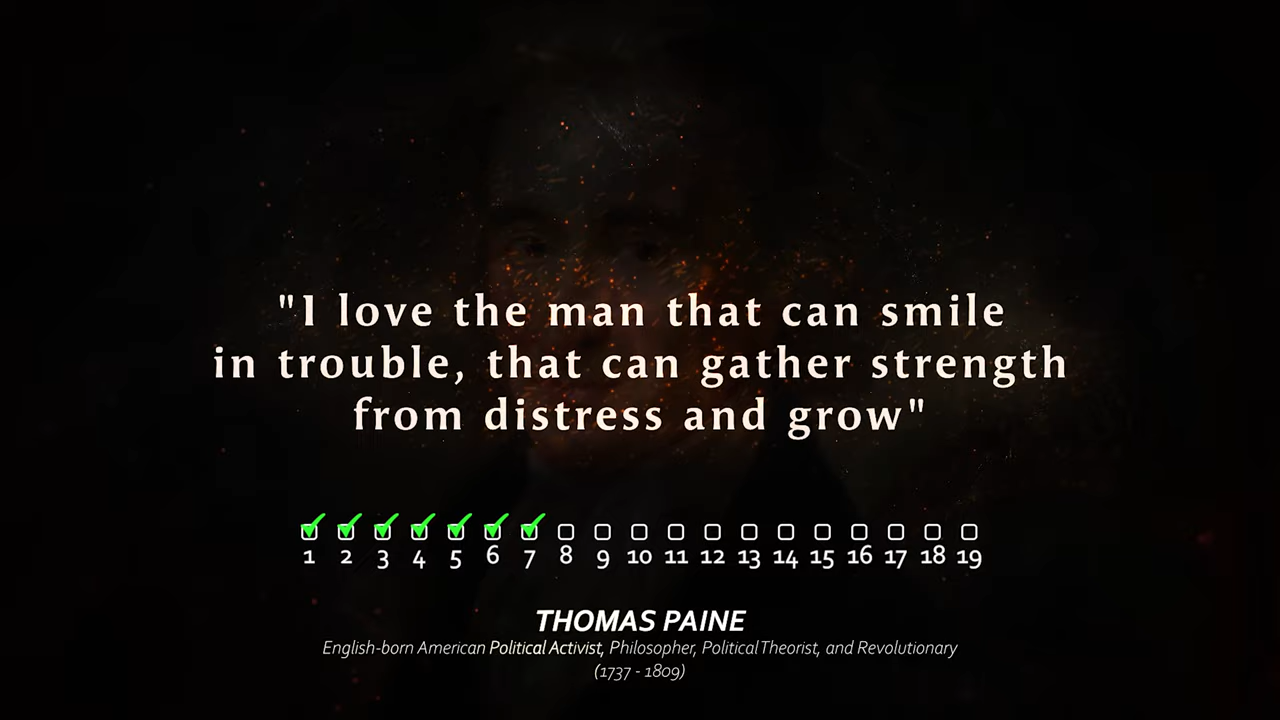 "I love the man that can smile
in trouble, that can gather strength
from distress and grow"
1 2 3 4 5 6 7 8 9 10 11 12 13 14 15 16 17 18 19
THOMAS PAINE
English-born American Political Activist, Philosopher, Political Theorist, and Revolutionary
(1737 - 1809)